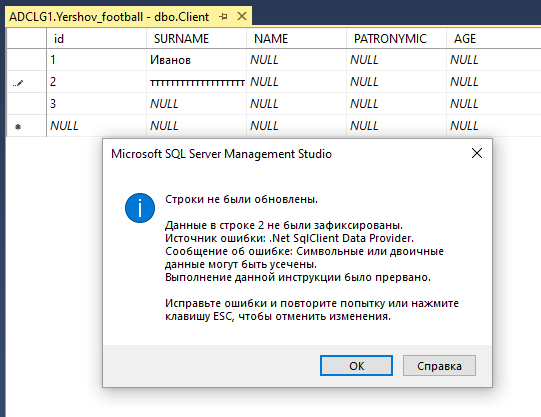 ADCLG1.Yershov_football - dbo.Client
id SURNAME NAME PATRONYMIC AGE
1 Иванов NULL NULL NULL
2 тттттттттттттттттттт NULL NULL NULL
3 NULL NULL NULL NULL
NULL NULL NULL NULL NULL
Microsoft SQL Server Management Studio
Строки не были обновлены.
Данные в строке 2 не были зафиксированы.
Источник ошибки: .Net SqlClient Data Provider.
Сообщение об ошибке: Символьные или двоичные
данные могут быть усечены.
Выполнение данной инструкции было прервано.
Исправьте ошибки и повторите попытку или нажмите
клавишу ESC, чтобы отменить изменения.
OK Справка